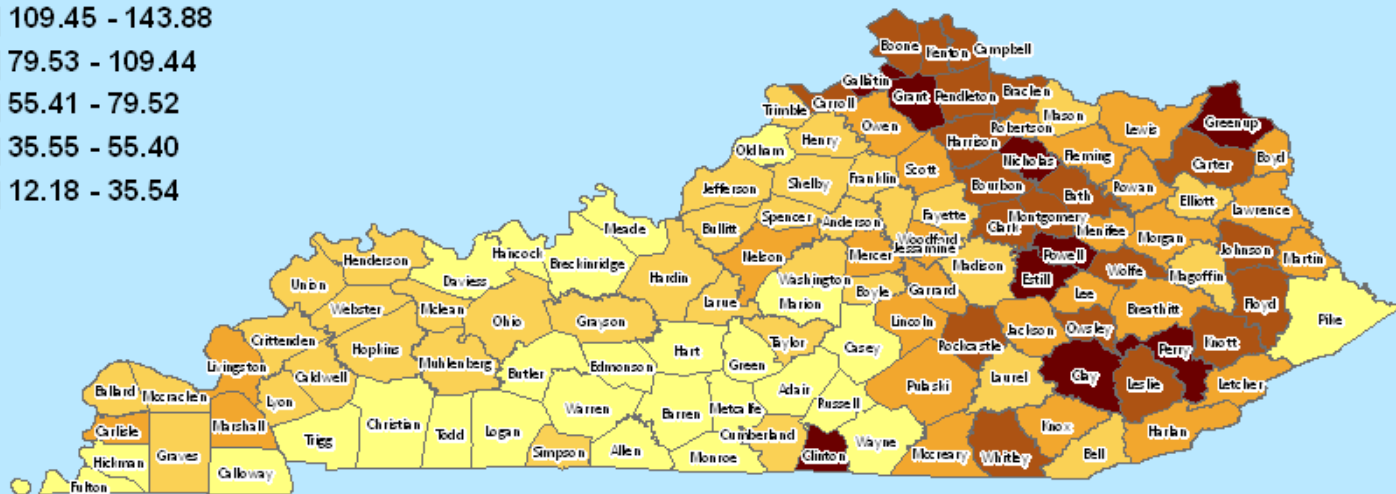 109.45 - 143.88
79.53 - 109.44
55.41 - 79.52
35.55 - 55.40
12.18 - 35.54
Boone
Kenton
Campbell
Gallatin
Grant
Pendleton
Bracken
Trimble
Carroll
Owen
Robertson
Mason
Lewis
Greenup
Oldham
Henry
Harrison
Nicholas
Fleming
Carter
Boyd
Jefferson
Shelby
Franklin
Scott
Bourbon
Bath
Rowan
Elliott
Lawrence
Bullitt
Spencer
Anderson
Fayette
Woodford
Jessamine
Clark
Montgomery
Menifee
Morgan
Johnson
Martin
Meade
Hancock
Breckinridge
Henderson
Daviess
Union
Webster
Mclean
Ohio
Grayson
Hardin
Larue
Nelson
Washington
Marion
Mercer
Boyle
Garrard
Madison
Estill
Powell
Wolfe
Lee
Magoffin
Floyd
Pike
Breathitt
Owsley
Jackson
Lincoln
Rockcastle
Perry
Knott
Crittenden
Livingston
Hopkins
Muhlenberg
Caldwell
Lyon
Butler
Edmonson
Hart
Green
Taylor
Casey
Adair
Russell
Pulaski
Laurel
Clay
Leslie
Letcher
Ballard
Mccracken
Carlisle
Graves
Marshall
Hickman
Fulton
Calloway
Trigg
Christian
Todd
Logan
Warren
Simpson
Allen
Barren
Metcalfe
Monroe
Cumberland
Clinton
Wayne
Mccreary
Whitley
Knox
Bell
Harlan